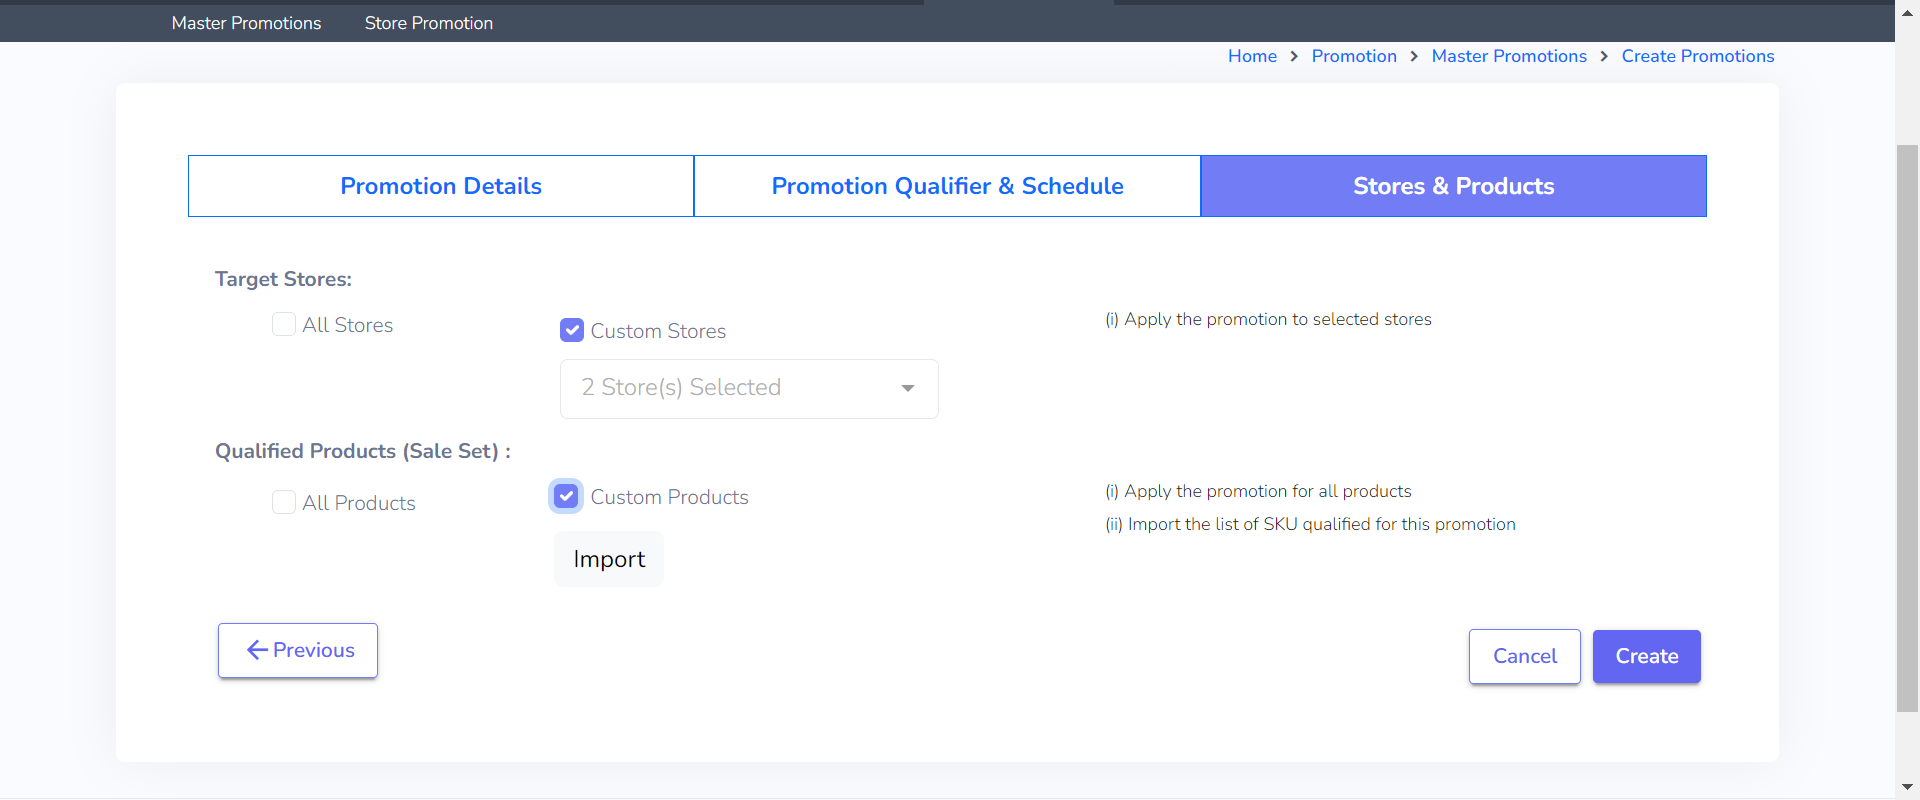 Master Promotions Store Promotion
Home > Promotion > Master Promotions > Create Promotions
Promotion Details Promotion Qualifier & Schedule Stores & Products
Target Stores:
All Stores Custom Stores (i) Apply the promotion to selected stores
2 Store(s) Selected
Qualified Products (Sale Set) :
All Products Custom Products (i) Apply the promotion for all products
(ii) Import the list of SKU qualified for this promotion
Import
Previous Cancel Create